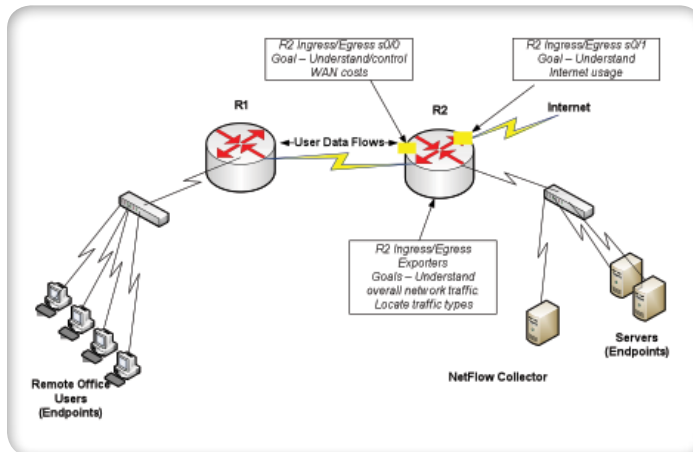 R2 Ingress/Egress s0/0
Goal – Understand/control
WAN costs
R2 Ingress/Egress s0/1
Goal – Understand
Internet usage
R1
R2
Internet
User Data Flows
R2 Ingress/Egress
Exporters
Goals – Understand
overall network traffic
Locate traffic types
Servers
(Endpoints)
NetFlow Collector
Remote Office
Users
(Endpoints)